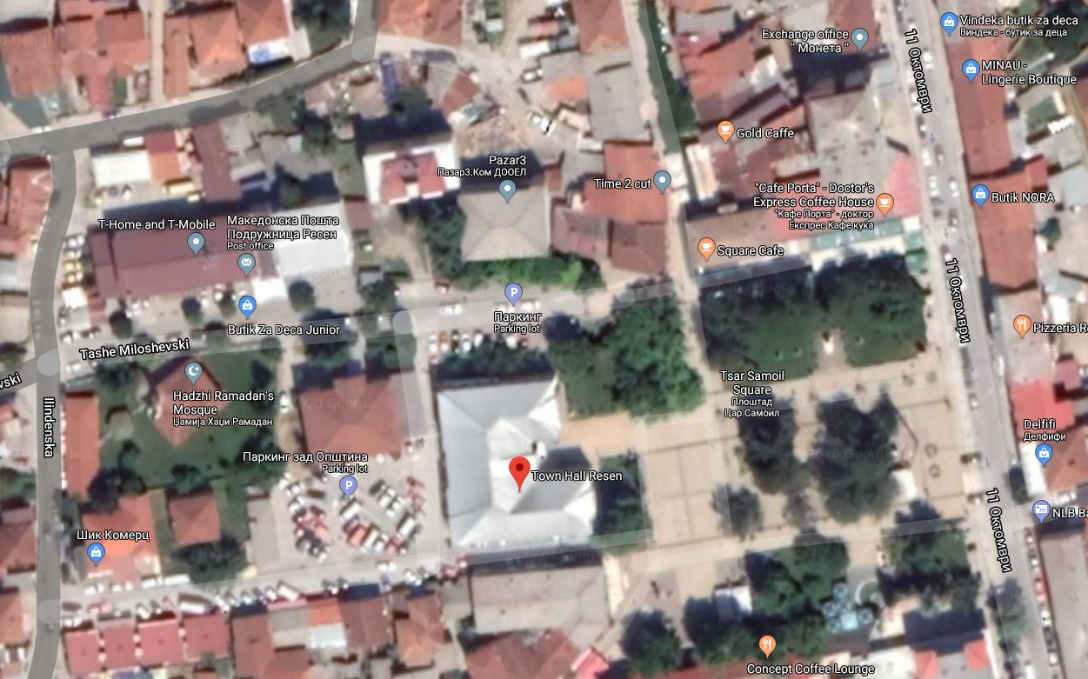 Vindeka butik za deca
Виндека - бутик за деца
Exchange office
" Монета "
11 Октомври
MINAU -
Lingerie Boutique
Gold Caffe
Pazar3
Пазар3.Ком ДООЕЛ
Time 2 cut
"Cafe Porta" - Doctor's
Express Coffee House
"Кафе Порта" - доктор
Експрес Кафе кука
Butik NORA
T-Home and T-Mobile
Македонска Пошта
Подружница Ресен
Post office
Square Cafe
11 Октомври
Паркинг
Parking lot
Butik Za Deca Junior
Pizzeria
Tashe Miloshevski
Hadzhi Ramadan's
Mosque
Џамија Хаџи Рамадан
Tsar Samoil
Square
Плоштад
Цар Самоил
Ilindenska
Delfifi
Делфифи
Паркинг зад Општина
Parking lot
Town Hall Resen
11 Октомври
NLB
Шик Комерц
Concept Coffee Lounge